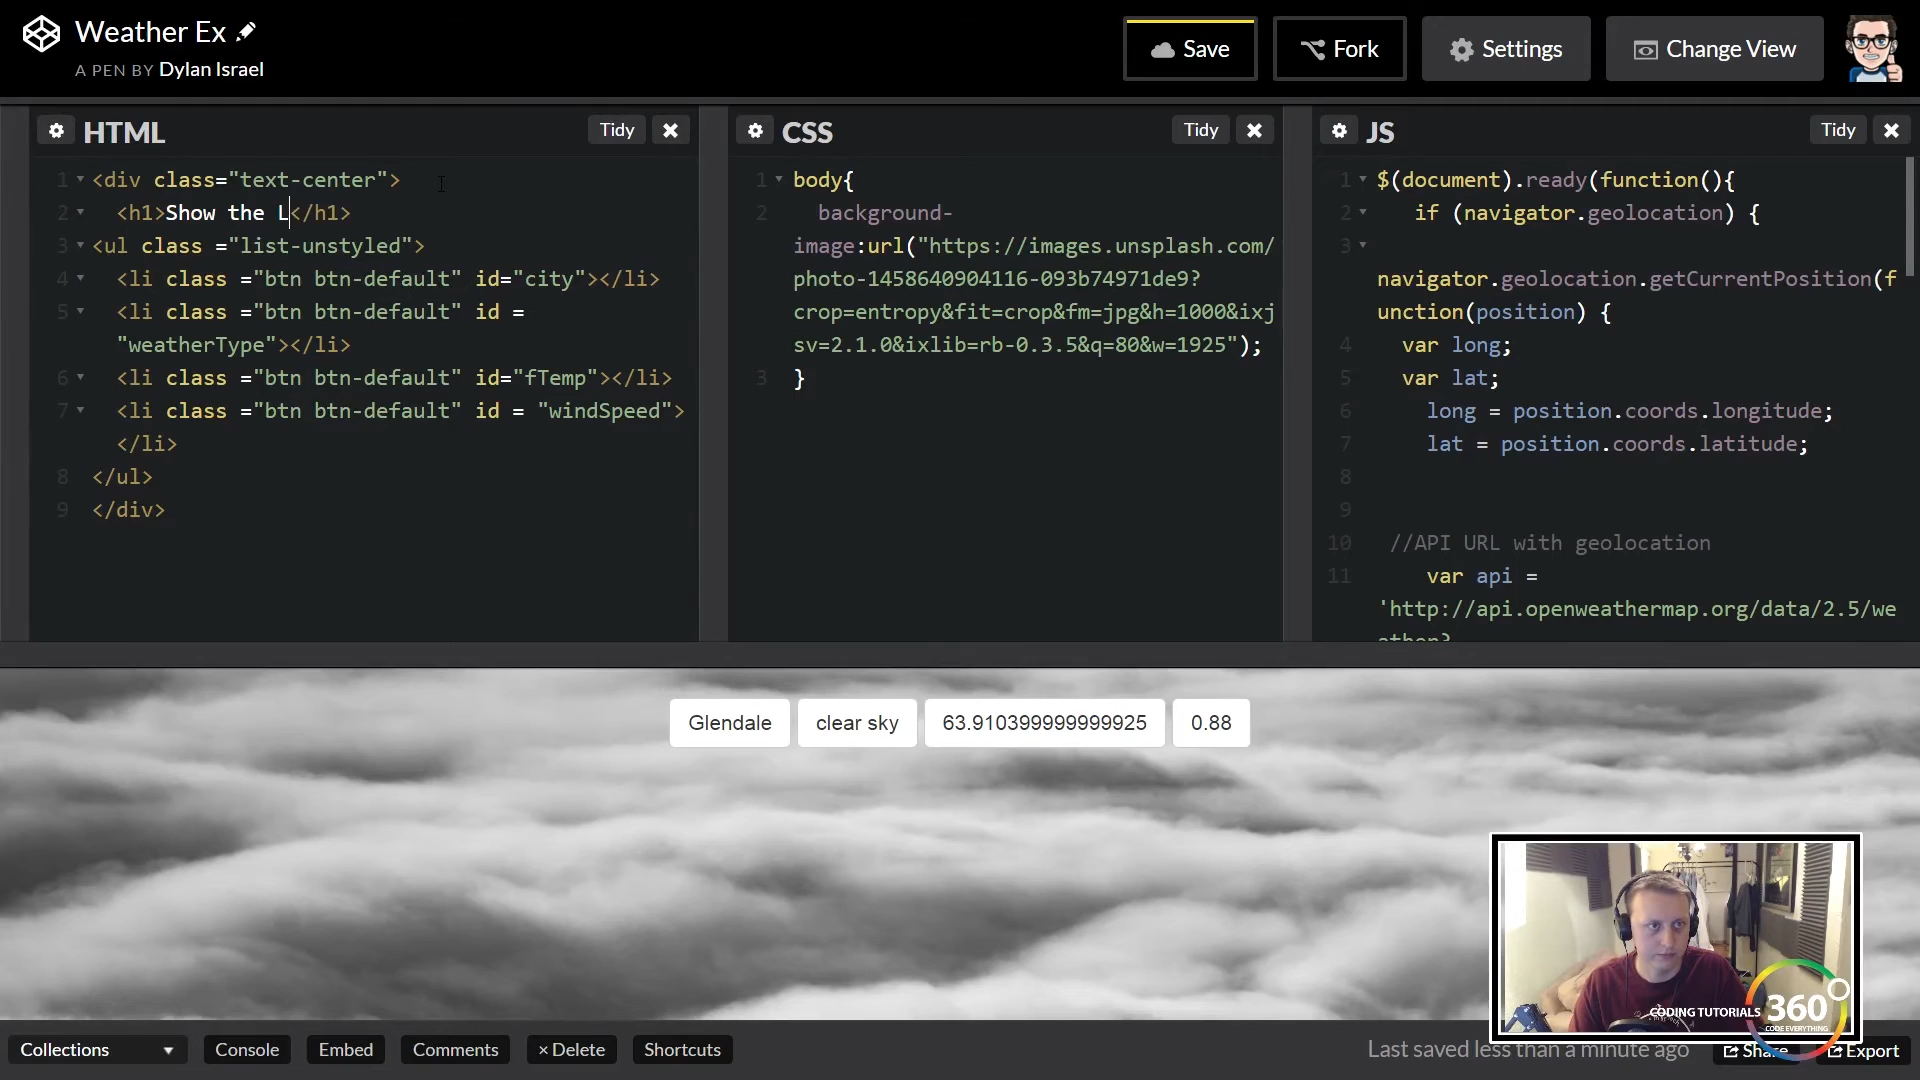 Weather Ex
A PEN BY Dylan Israel
Save
Fork
Settings
Change View
HTML
Tidy
1 <div class="text-center">
2 <h1>Show the L</h1>
3 <ul class ="list-unstyled">
4 <li class ="btn btn-default" id="city"></li>
5 <li class ="btn btn-default" id =
"weatherType"></li>
6 <li class ="btn btn-default" id="fTemp"></li>
7 <li class ="btn btn-default" id = "windSpeed">
</li>
8 </ul>
9 </div>
CSS
Tidy
1 body{
2 background-
image:url("https://images.unsplash.com/
photo-1458640904116-093b74971de9?
crop=entropy&fit=crop&fm=jpg&h=1000&ixj
sv=2.1.0&ixlib=rb-0.3.5&q=80&w=1925");
3 }
JS
Tidy
1 $(document).ready(function(){
2 if (navigator.geolocation) {
3
navigator.geolocation.getCurrentPosition(f
unction(position) {
4 var long;
5 var lat;
6 long = position.coords.longitude;
7 lat = position.coords.latitude;
8
9
10 //API URL with geolocation
11 var api =
'http://api.openweathermap.org/data/2.5/we
Glendale
clear sky
63.910399999999925
0.88
CODING TUTORIALS 360
CODE EVERYTHING
Collections
Console
Embed
Comments
× Delete
Shortcuts
Last saved less than a minute ago
Share
Export